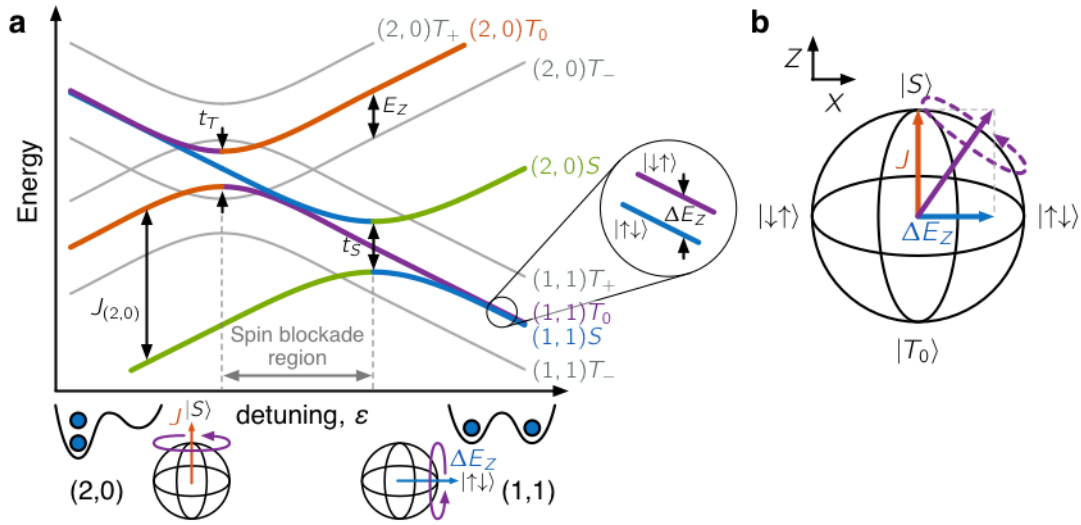 a
Energy
(2,0)T₊
(2,0)T₀
(2,0)T₋
t_T
E_Z
(2,0)S
|↓↑⟩
ΔE_Z
|↑↓⟩
t_S
J_(2,0)
(1,1)T₊
(1,1)T₀
(1,1)S
(1,1)T₋
Spin blockade
region
detuning, ε
J
|S⟩
(2,0)
ΔE_Z
|↑↓⟩
(1,1)
b
Z
X
|S⟩
J
|↓↑⟩
ΔE_Z
|↑↓⟩
|T₀⟩